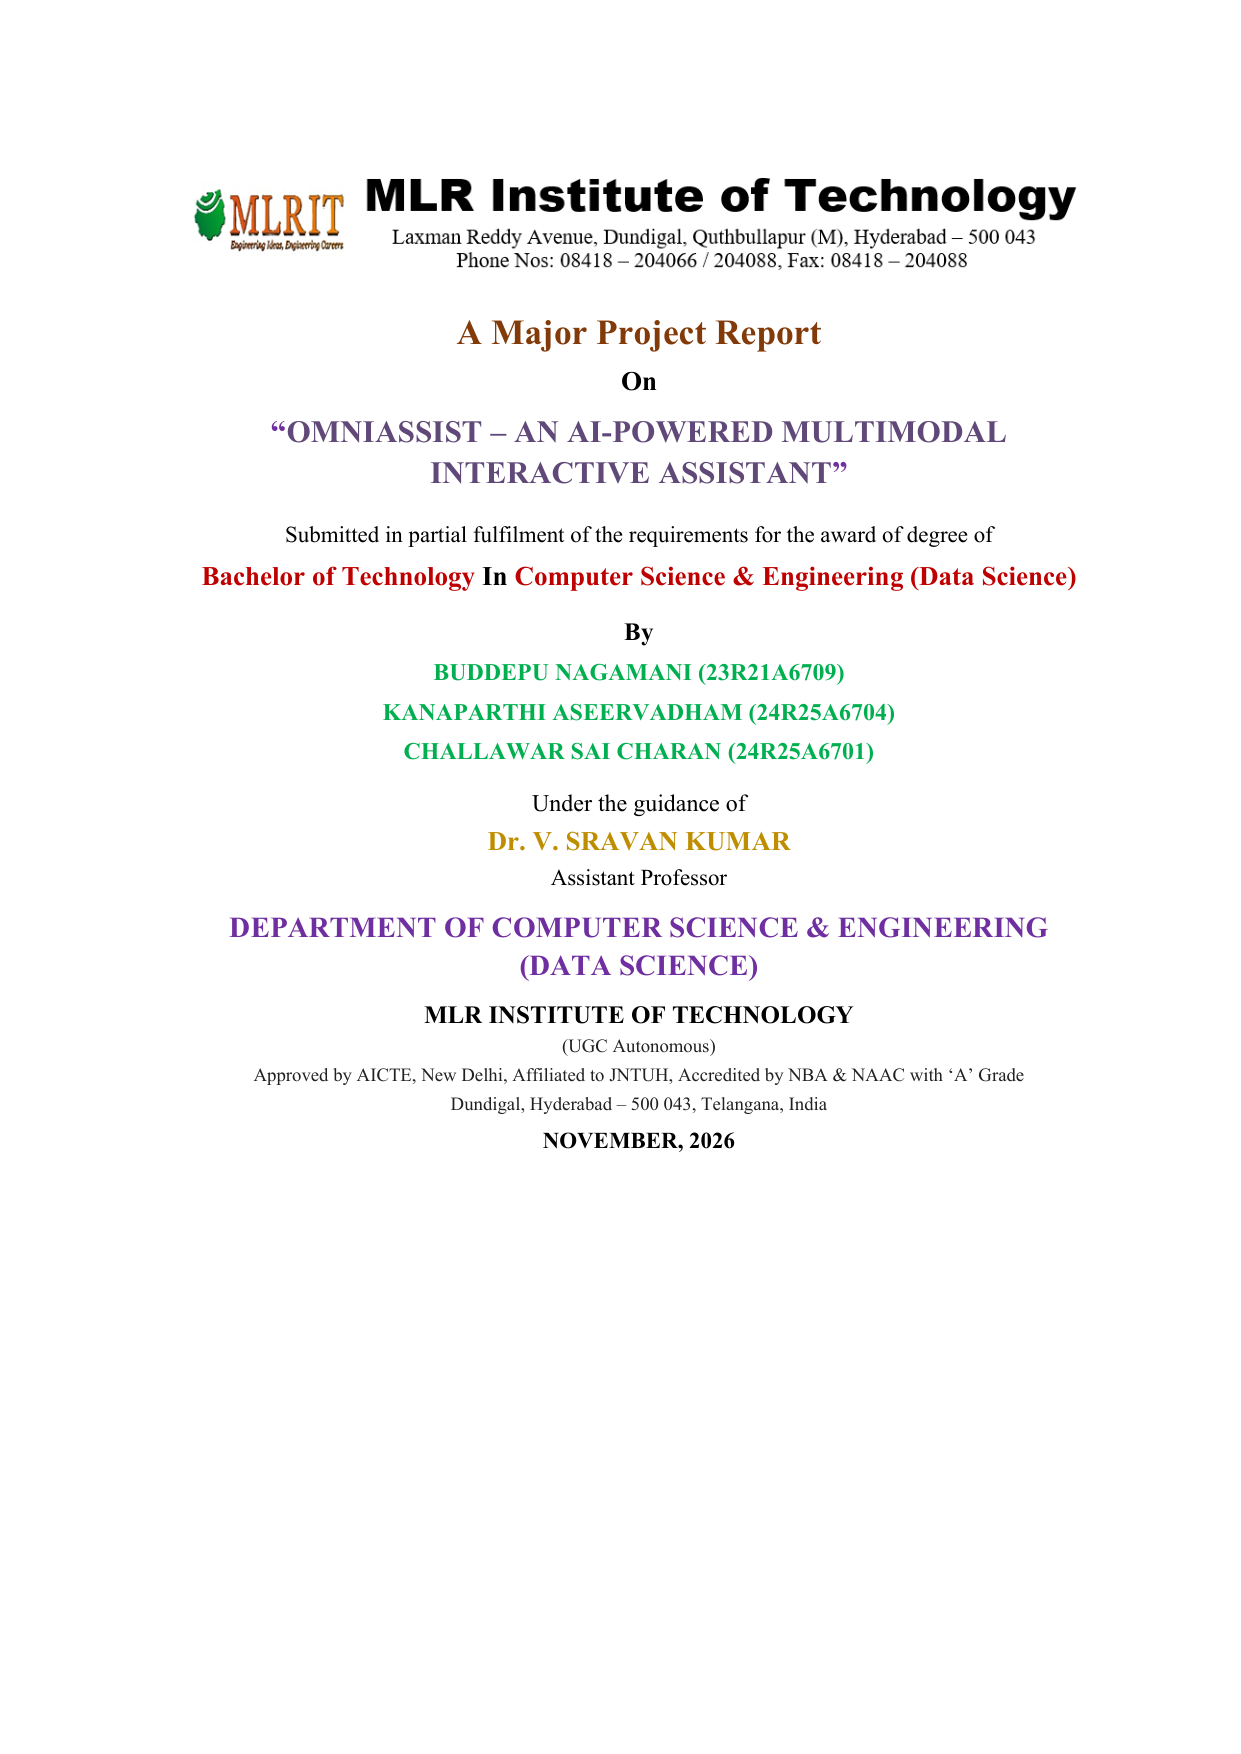 MLRIT
Engineering Ideas, Engineering Careers
MLR Institute of Technology
Laxman Reddy Avenue, Dundigal, Quthbullapur (M), Hyderabad – 500 043
Phone Nos: 08418 – 204066 / 204088, Fax: 08418 – 204088
A Major Project Report
On
“OMNIASSIST – AN AI-POWERED MULTIMODAL
INTERACTIVE ASSISTANT”
Submitted in partial fulfilment of the requirements for the award of degree of
Bachelor of Technology In Computer Science & Engineering (Data Science)
By
BUDDEPU NAGAMANI (23R21A6709)
KANAPARTHI ASEERVADHAM (24R25A6704)
CHALLAWAR SAI CHARAN (24R25A6701)
Under the guidance of
Dr. V. SRAVAN KUMAR
Assistant Professor
DEPARTMENT OF COMPUTER SCIENCE & ENGINEERING
(DATA SCIENCE)
MLR INSTITUTE OF TECHNOLOGY
(UGC Autonomous)
Approved by AICTE, New Delhi, Affiliated to JNTUH, Accredited by NBA & NAAC with ‘A’ Grade
Dundigal, Hyderabad – 500 043, Telangana, India
NOVEMBER, 2026